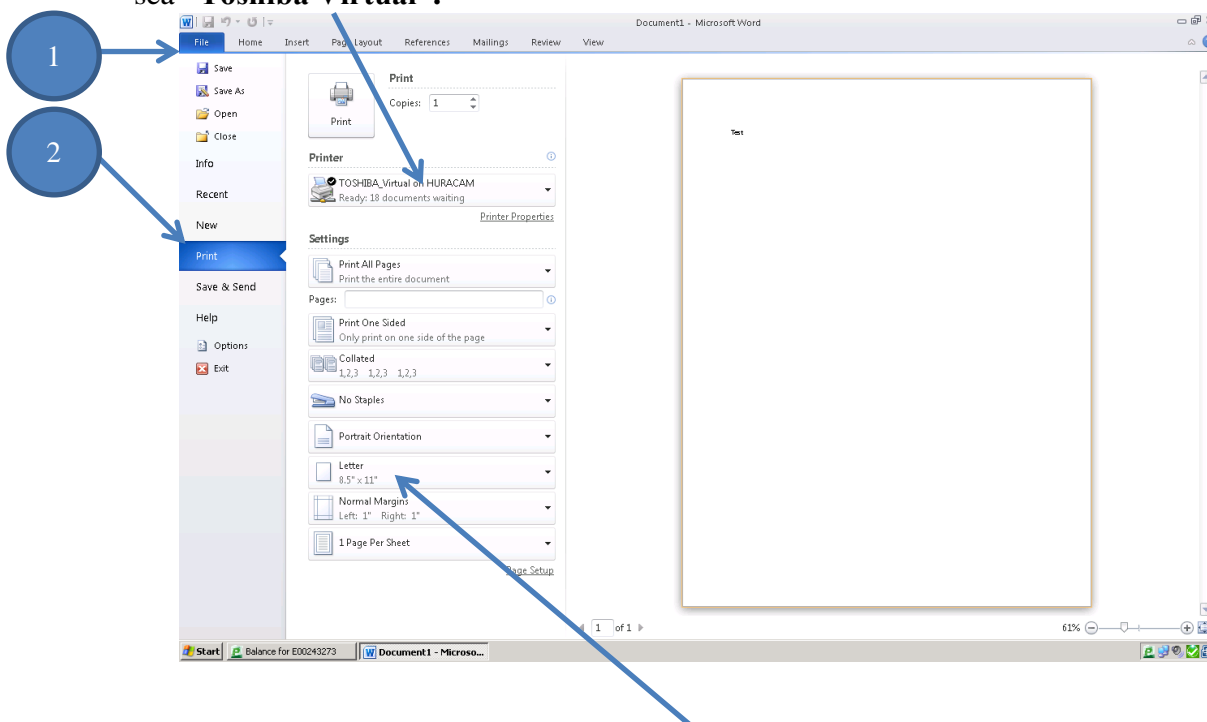 sea "Toshiba Virtual".
Document1 - Microsoft Word
File Home Insert Page Layout References Mailings Review View
1
2
Save
Save As
Open
Close
Info
Recent
New
Print
Save & Send
Help
Options
Exit
Print
Print
Copies: 1
Printer
TOSHIBA_Virtual on HURACAM
Ready: 18 documents waiting
Printer Properties
Settings
Print All Pages
Print the entire document
Pages:
Print One Sided
Only print on one side of the page
Collated
1,2,3 1,2,3 1,2,3
No Staples
Portrait Orientation
Letter
8.5" x 11"
Normal Margins
Left: 1" Right: 1"
1 Page Per Sheet
Page Setup
Test
1 of 1
61%
Start Balance for E00243273 Document1 - Microso...